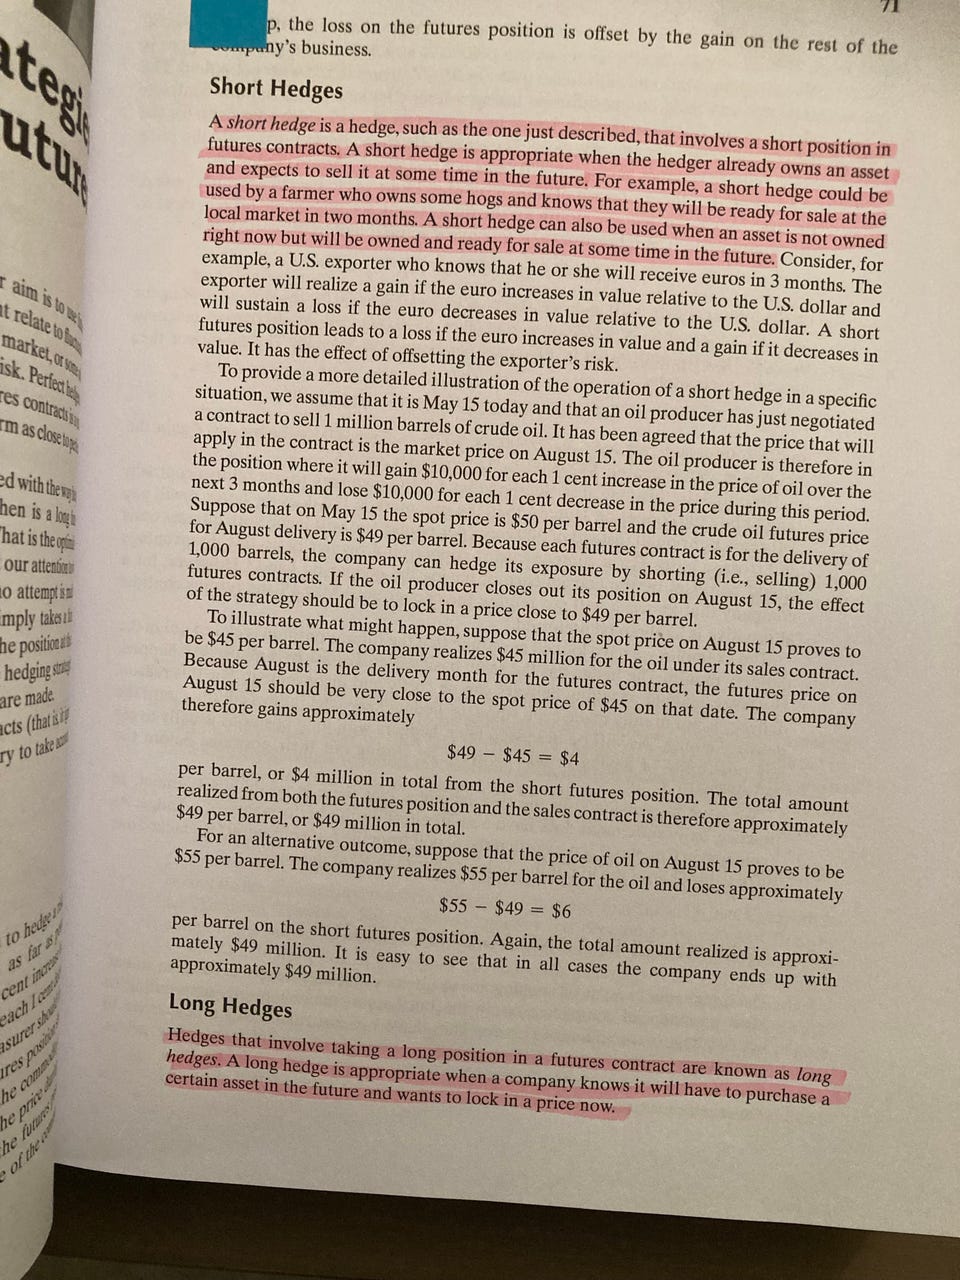 71
p, the loss on the futures position is offset by the gain on the rest of the
company's business.
Short Hedges
A short hedge is a hedge, such as the one just described, that involves a short position in
futures contracts. A short hedge is appropriate when the hedger already owns an asset
and expects to sell it at some time in the future. For example, a short hedge could be
used by a farmer who owns some hogs and knows that they will be ready for sale at the
local market in two months. A short hedge can also be used when an asset is not owned
right now but will be owned and ready for sale at some time in the future. Consider, for
example, a U.S. exporter who knows that he or she will receive euros in 3 months. The
exporter will realize a gain if the euro increases in value relative to the U.S. dollar and
will sustain a loss if the euro decreases in value relative to the U.S. dollar. A short
futures position leads to a loss if the euro increases in value and a gain if it decreases in
value. It has the effect of offsetting the exporter's risk.
To provide a more detailed illustration of the operation of a short hedge in a specific
situation, we assume that it is May 15 today and that an oil producer has just negotiated
a contract to sell 1 million barrels of crude oil. It has been agreed that the price that will
apply in the contract is the market price on August 15. The oil producer is therefore in
the position where it will gain $10,000 for each 1 cent increase in the price of oil over the
next 3 months and lose $10,000 for each 1 cent decrease in the price during this period.
Suppose that on May 15 the spot price is $50 per barrel and the crude oil futures price
for August delivery is $49 per barrel. Because each futures contract is for the delivery of
1,000 barrels, the company can hedge its exposure by shorting (i.e., selling) 1,000
futures contracts. If the oil producer closes out its position on August 15, the effect
of the strategy should be to lock in a price close to $49 per barrel.
To illustrate what might happen, suppose that the spot price on August 15 proves to
be $45 per barrel. The company realizes $45 million for the oil under its sales contract.
Because August is the delivery month for the futures contract, the futures price on
August 15 should be very close to the spot price of $45 on that date. The company
therefore gains approximately
$49 − $45 = $4
per barrel, or $4 million in total from the short futures position. The total amount
realized from both the futures position and the sales contract is therefore approximately
$49 per barrel, or $49 million in total.
For an alternative outcome, suppose that the price of oil on August 15 proves to be
$55 per barrel. The company realizes $55 per barrel for the oil and loses approximately
$55 − $49 = $6
per barrel on the short futures position. Again, the total amount realized is approxi-
mately $49 million. It is easy to see that in all cases the company ends up with
approximately $49 million.
Long Hedges
Hedges that involve taking a long position in a futures contract are known as long
hedges. A long hedge is appropriate when a company knows it will have to purchase a
certain asset in the future and wants to lock in a price now.